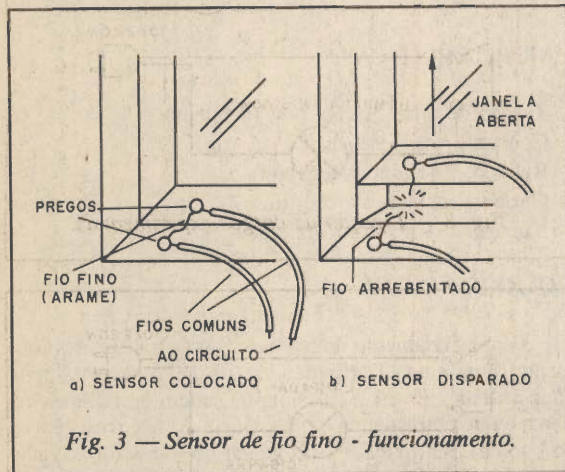 JANELA
ABERTA
PREGOS
FIO FINO
(ARAME)
FIOS COMUNS
AO CIRCUITO
FIO ARREBENTADO
a) SENSOR COLOCADO
b) SENSOR DISPARADO
Fig. 3 — Sensor de fio fino - funcionamento.